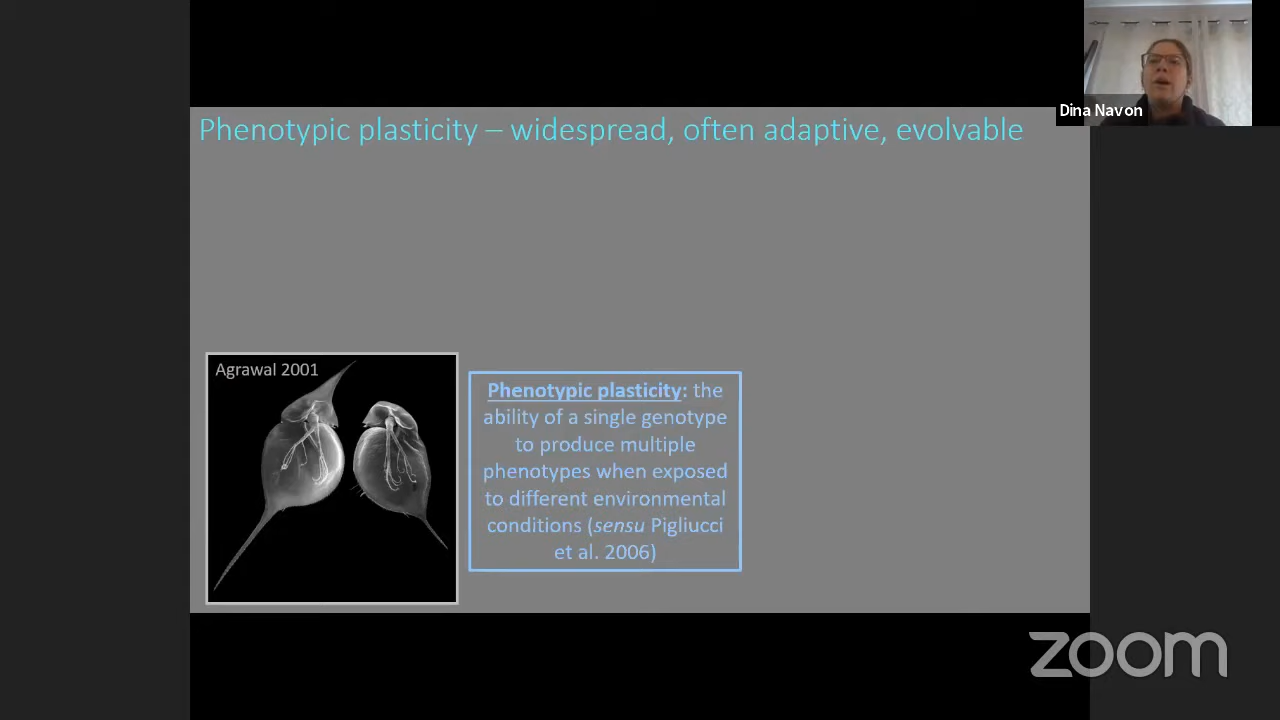 Dina Navon
Phenotypic plasticity – widespread, often adaptive, evolvable
Agrawal 2001
Phenotypic plasticity: the
ability of a single genotype
to produce multiple
phenotypes when exposed
to different environmental
conditions (sensu Pigliucci
et al. 2006)
zoom